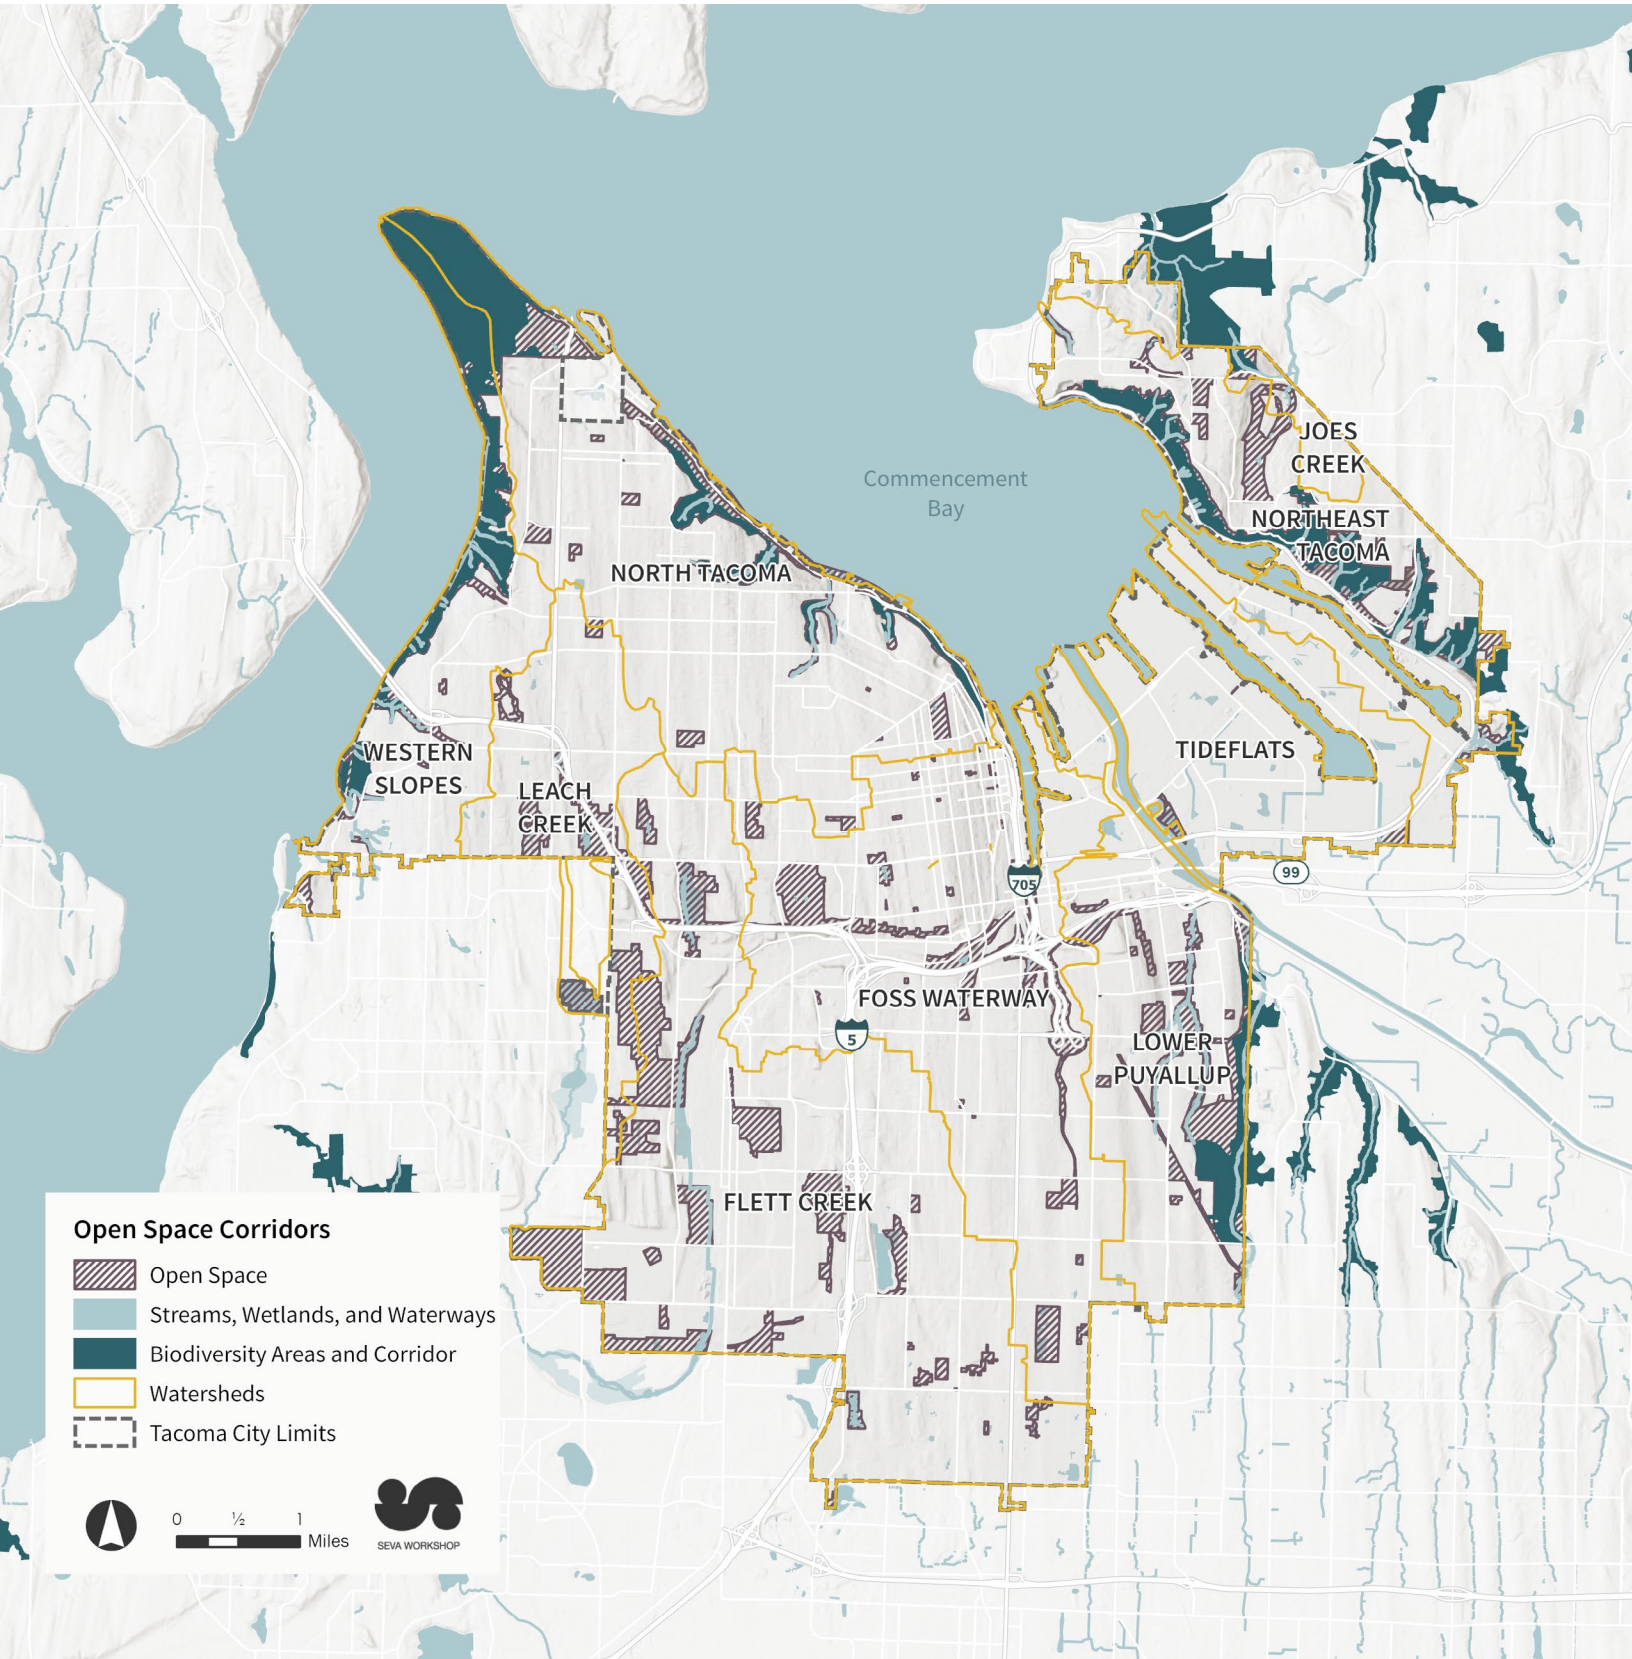 Commencement
Bay
JOES
CREEK
NORTHEAST
TACOMA
NORTH TACOMA
WESTERN
SLOPES
LEACH
CREEK
TIDEFLATS
99
705
FOSS WATERWAY
5
LOWER
PUYALLUP
FLETT CREEK
Open Space Corridors
Open Space
Streams, Wetlands, and Waterways
Biodiversity Areas and Corridor
Watersheds
Tacoma City Limits
0 ½ 1
Miles
SEVA WORKSHOP